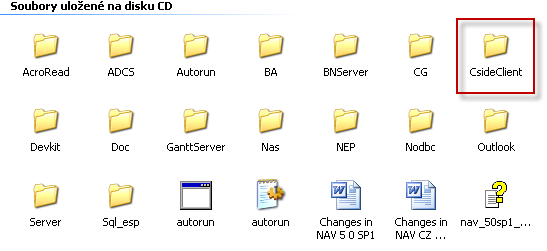 Soubory uložené na disku CD
AcroRead
ADCS
Autorun
BA
BNServer
CG
CsideClient
Devkit
Doc
GanttServer
Nas
NEP
Nodbc
Outlook
Server
Sql_esp
autorun
autorun
Changes in
NAV 5 0 SP1
Changes in
NAV CZ ...
nav_50sp1_...